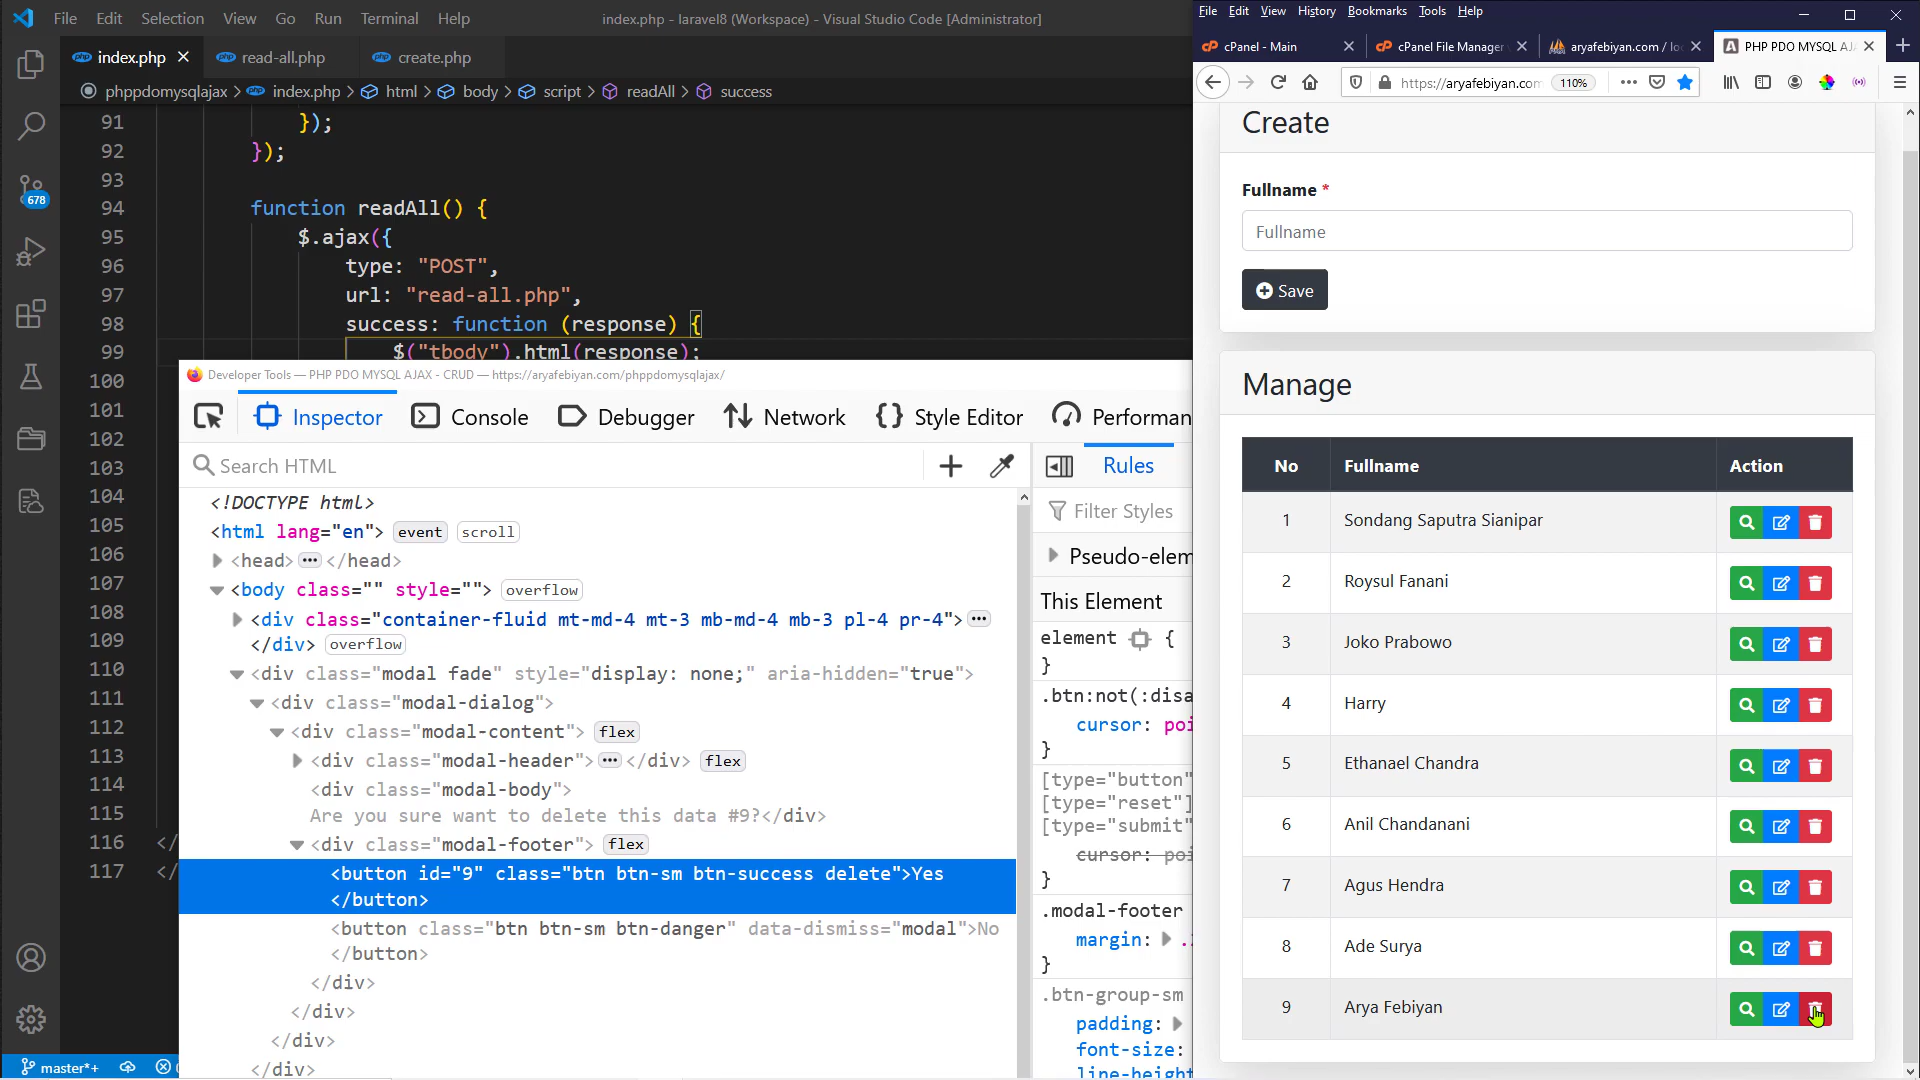 File Edit Selection View Go Run Terminal Help
index.php - laravel8 (Workspace) - Visual Studio Code [Administrator]
index.php
read-all.php
create.php
phppdomysqlajax > index.php > html > body > script > readAll > success
91 });
92 });
93
94 function readAll() {
95 $.ajax({
96 type: "POST",
97 url: "read-all.php",
98 success: function (response) {
99 $("tbody").html(response);
100
101
102
103
104
105
106
107
108
109
110
111
112
113
114
115
116 </
117 </
678
master*+
Developer Tools — PHP PDO MYSQL AJAX - CRUD — https://aryafebiyan.com/phppdomysqlajax/
Inspector Console Debugger Network Style Editor Performan
Search HTML
<!DOCTYPE html>
<html lang="en"> event scroll
<head> ••• </head>
<body class="" style=""> overflow
<div class="container-fluid mt-md-4 mt-3 mb-md-4 mb-3 pl-4 pr-4"> •••
</div> overflow
<div class="modal fade" style="display: none;" aria-hidden="true">
<div class="modal-dialog">
<div class="modal-content"> flex
<div class="modal-header"> ••• </div> flex
<div class="modal-body">
Are you sure want to delete this data #9?</div>
<div class="modal-footer"> flex
<button id="9" class="btn btn-sm btn-success delete">Yes
</button>
<button class="btn btn-sm btn-danger" data-dismiss="modal">No
</button>
</div>
</div>
</div>
</div>
Rules
Filter Styles
Pseudo-elem
This Element
element {
}
.btn:not(:disa
cursor: poi
}
[type="button"
[type="reset"]
[type="submit"
cursor: poi
}
.modal-footer
margin:
}
.btn-group-sm
padding:
font-size:
line-height
File Edit View History Bookmarks Tools Help
cPanel - Main
cPanel File Manager
aryafebiyan.com / lo
PHP PDO MYSQL AJAX
https://aryafebiyan.com 110%
Create
Fullname *
Fullname
Save
Manage
No Fullname Action
1 Sondang Saputra Sianipar
2 Roysul Fanani
3 Joko Prabowo
4 Harry
5 Ethanael Chandra
6 Anil Chandanani
7 Agus Hendra
8 Ade Surya
9 Arya Febiyan